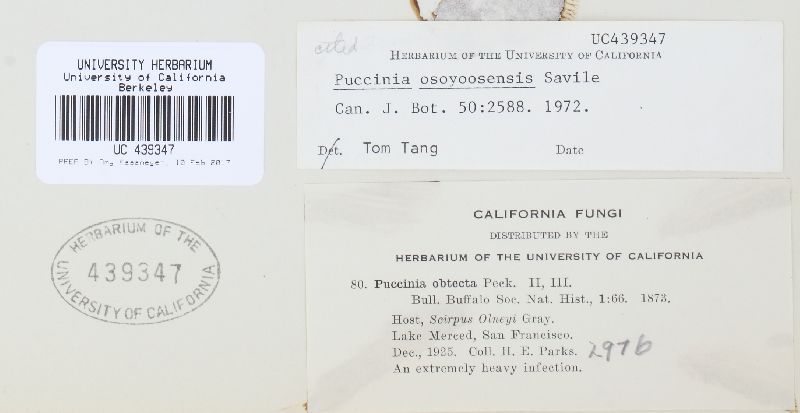 UNIVERSITY HERBARIUM
University of California
Berkeley
UC 439347
HERBARIUM OF THE
439347
UNIVERSITY OF CALIFORNIA
cited
UC439347
HERBARIUM OF THE UNIVERSITY OF CALIFORNIA
Puccinia osoyoosensis Savile
Can. J. Bot. 50:2588. 1972.
Det. Tom Tang Date
CALIFORNIA FUNGI
DISTRIBUTED BY THE
HERBARIUM OF THE UNIVERSITY OF CALIFORNIA
80. Puccinia obtecta Peck. II, III.
Bull. Buffalo Soc. Nat. Hist., 1:66. 1873.
Host, Scirpus Olneyi Gray.
Lake Merced, San Francisco.
Dec., 1925. Coll. H. E. Parks. 2976
An extremely heavy infection.